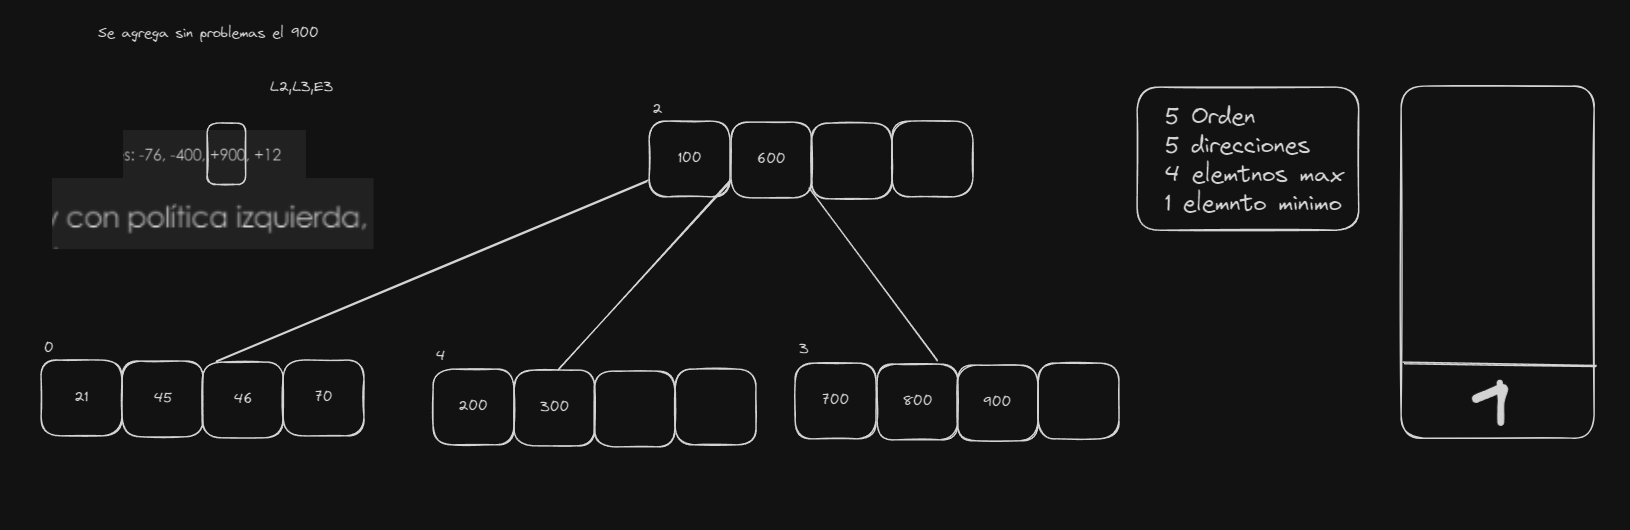 Se agrega sin problemas el 900
L2,L3,E3
s: -76, -400, +900, +12
con política izquierda,
2
100 600
5 Orden
5 direcciones
4 elemtnos max
1 elemnto minimo
0
21 45 46 70
4
200 300
3
700 800 900
1